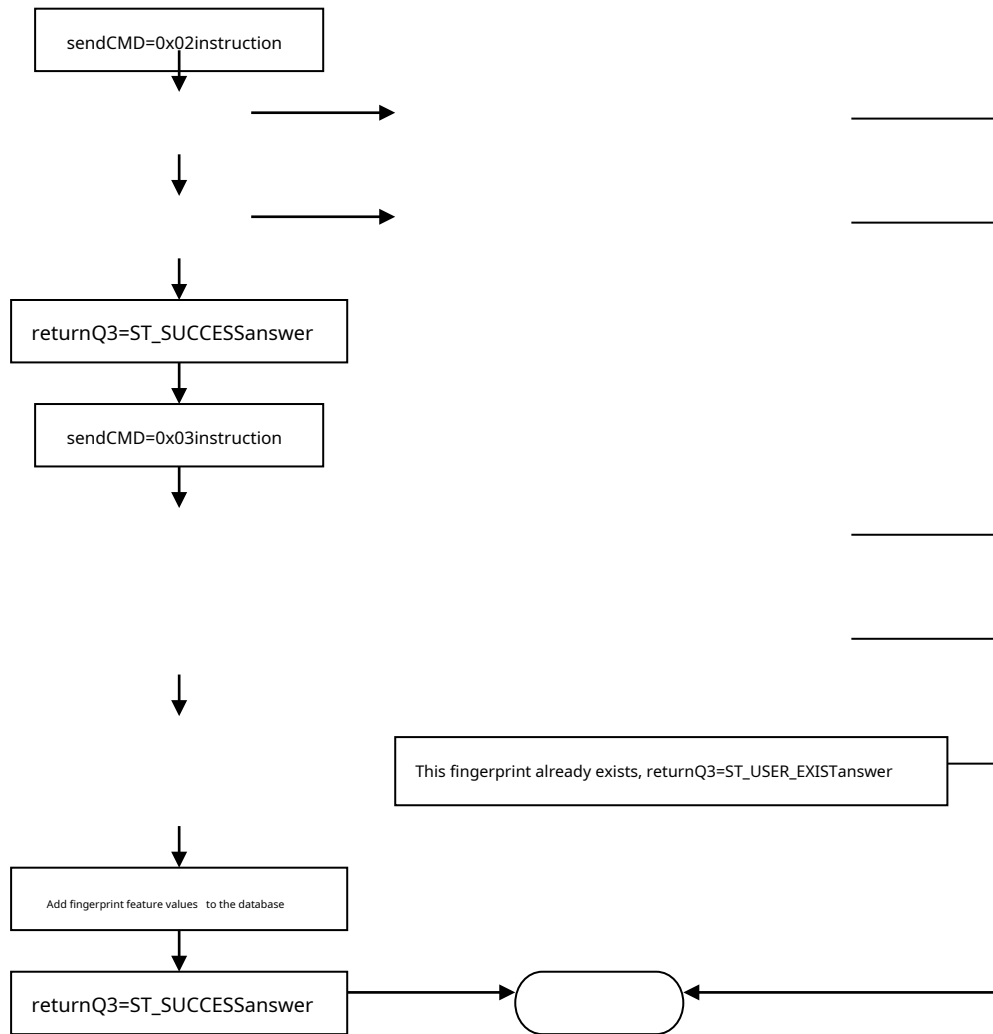 sendCMD=0x02instruction
returnQ3=ST_SUCCESSanswer
sendCMD=0x03instruction
This fingerprint already exists, returnQ3=ST_USER_EXISTanswer
Add fingerprint feature values to the database
returnQ3=ST_SUCCESSanswer